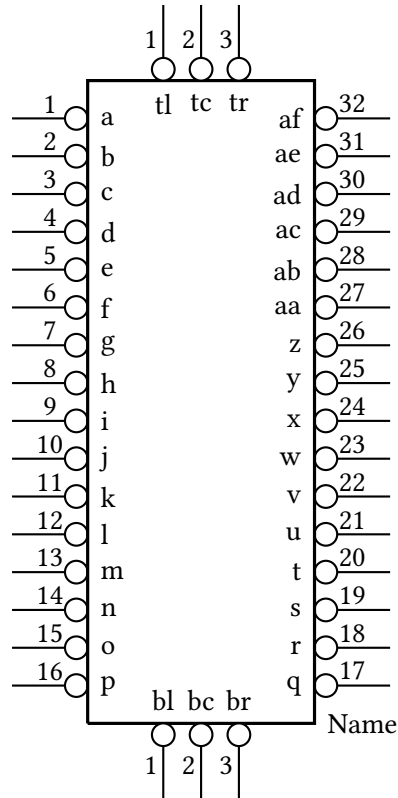 1 2 3
tl tc tr
1 a af 32
2 b ae 31
3 c ad 30
4 d ac 29
5 e ab 28
6 f aa 27
7 g z 26
8 h y 25
9 i x 24
10 j w 23
11 k v 22
12 l u 21
13 m t 20
14 n s 19
15 o r 18
16 p q 17
bl bc br
Name
1 2 3